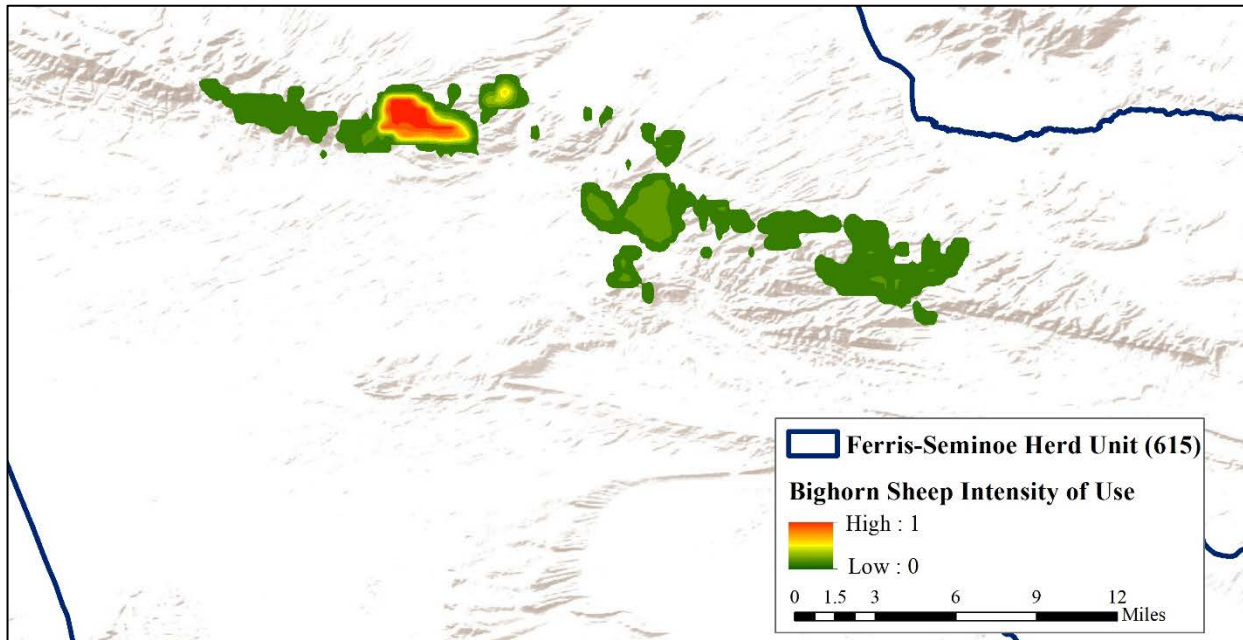 Ferris-Seminoe Herd Unit (615)
Bighorn Sheep Intensity of Use
High : 1
Low : 0
0 1.5 3 6 9 12
Miles